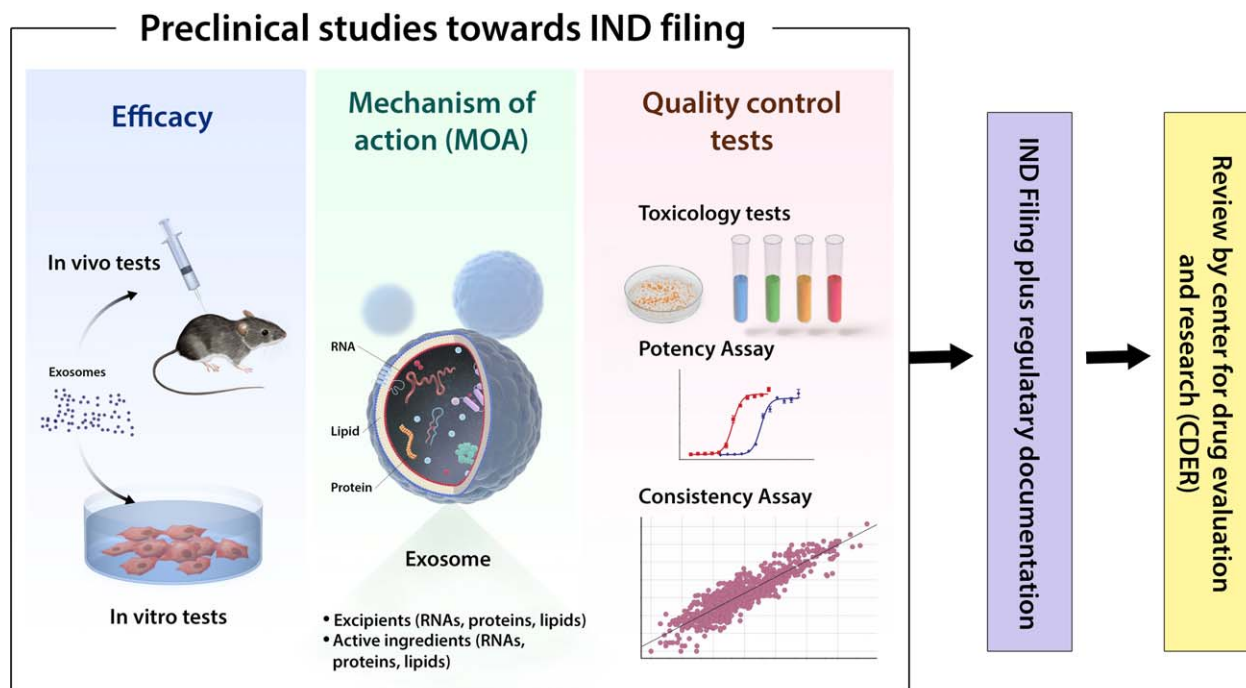 Preclinical studies towards IND filing
Efficacy
In vivo tests
Exosomes
In vitro tests
Mechanism of
action (MOA)
RNA
Lipid
Protein
Exosome
• Excipients (RNAs, proteins, lipids)
• Active ingredients (RNAs,
proteins, lipids)
Quality control
tests
Toxicology tests
Potency Assay
Consistency Assay
IND Filing plus regulatary documentation
Review by center for drug evaluation
and research (CDER)